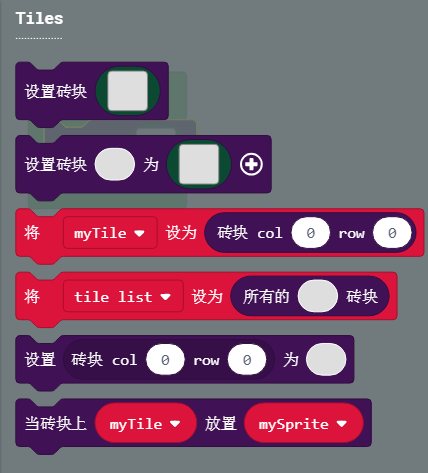 Tiles
设置砖块
设置砖块 为
将 myTile 设为 砖块 col 0 row 0
将 tile list 设为 所有的 砖块
设置 砖块 col 0 row 0 为
当砖块上 myTile 放置 mySprite